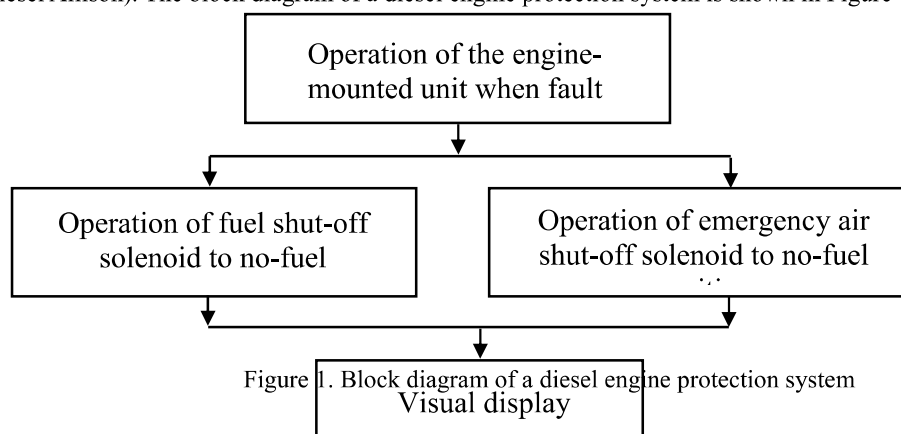 The block diagram of a diesel engine protection system is shown in Figure
Operation of the engine-
mounted unit when fault
Operation of fuel shut-off
solenoid to no-fuel
Operation of emergency air
shut-off solenoid to no-fuel
Figure 1. Block diagram of a diesel engine protection system
Visual display